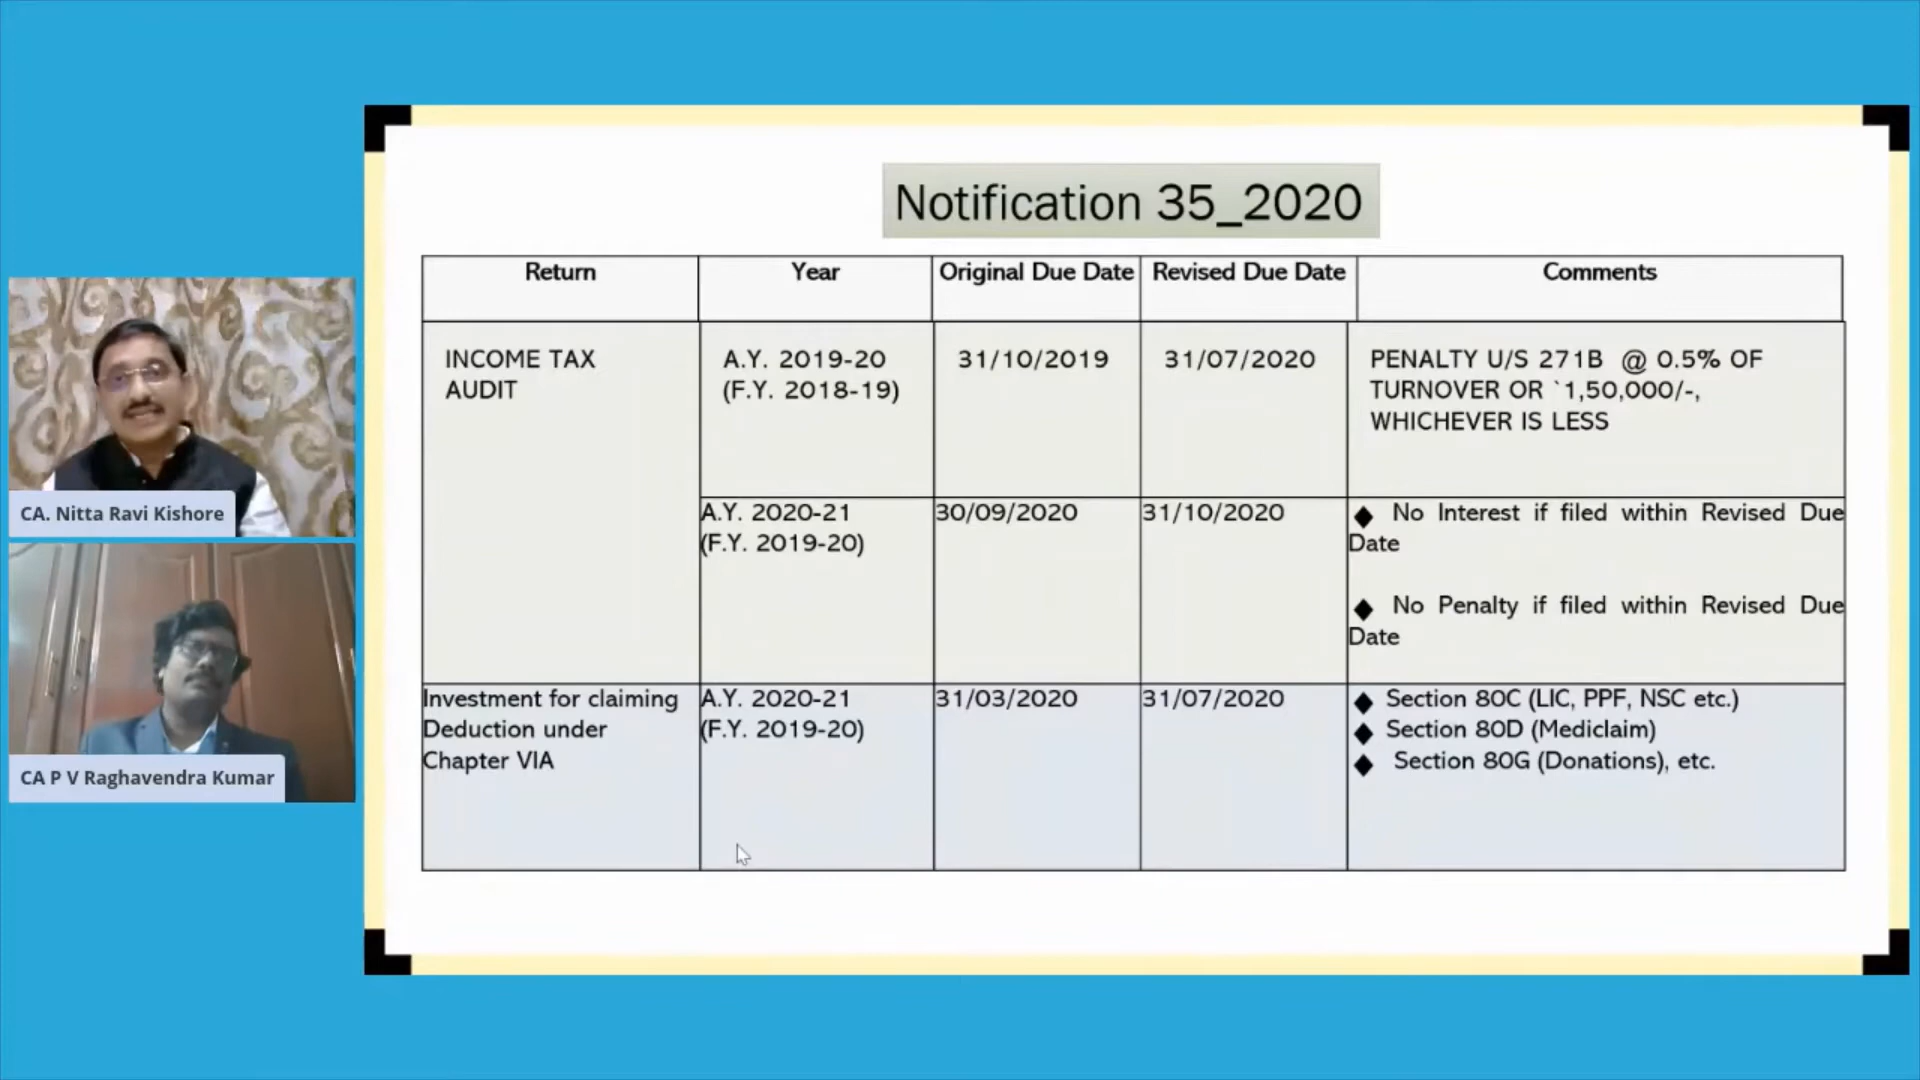 Notification 35_2020
Return Year Original Due Date Revised Due Date Comments
INCOME TAX
AUDIT
A.Y. 2019-20
(F.Y. 2018-19)
31/10/2019
31/07/2020
PENALTY U/S 271B @ 0.5% OF
TURNOVER OR `1,50,000/-,
WHICHEVER IS LESS
A.Y. 2020-21
(F.Y. 2019-20)
30/09/2020
31/10/2020
◆ No Interest if filed within Revised Due
Date
◆ No Penalty if filed within Revised Due
Date
Investment for claiming
Deduction under
Chapter VIA
A.Y. 2020-21
(F.Y. 2019-20)
31/03/2020
31/07/2020
◆ Section 80C (LIC, PPF, NSC etc.)
◆ Section 80D (Mediclaim)
◆ Section 80G (Donations), etc.
CA. Nitta Ravi Kishore
CA P V Raghavendra Kumar